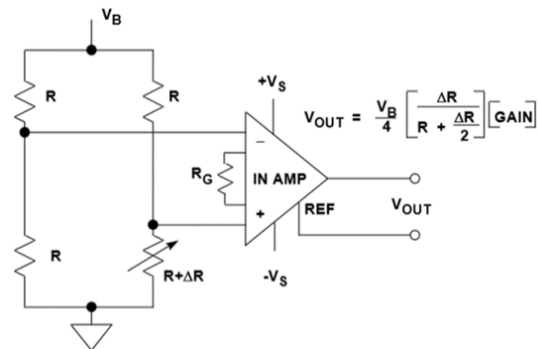 VB
R
R
+VS
VOUT = VB/4 [ΔR / R + ΔR/2] [GAIN]
−
RG
IN AMP
+
REF
VOUT
R
R+ΔR
-VS